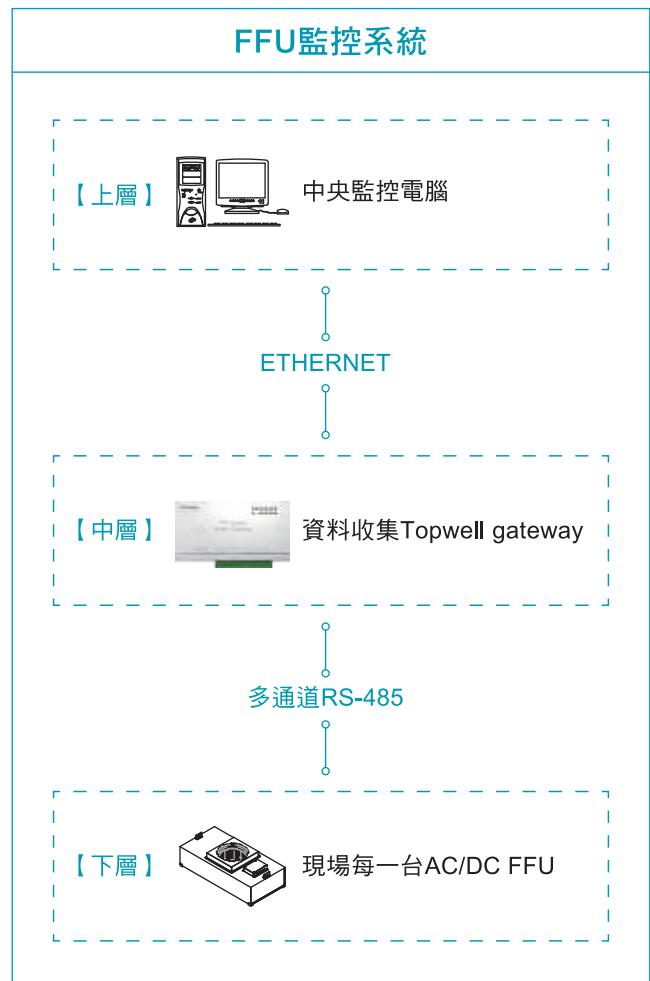 FFU監控系統
【上層】 中央監控電腦
ETHERNET
【中層】 資料收集Topwell gateway
多通道RS-485
【下層】 現場每一台AC/DC FFU